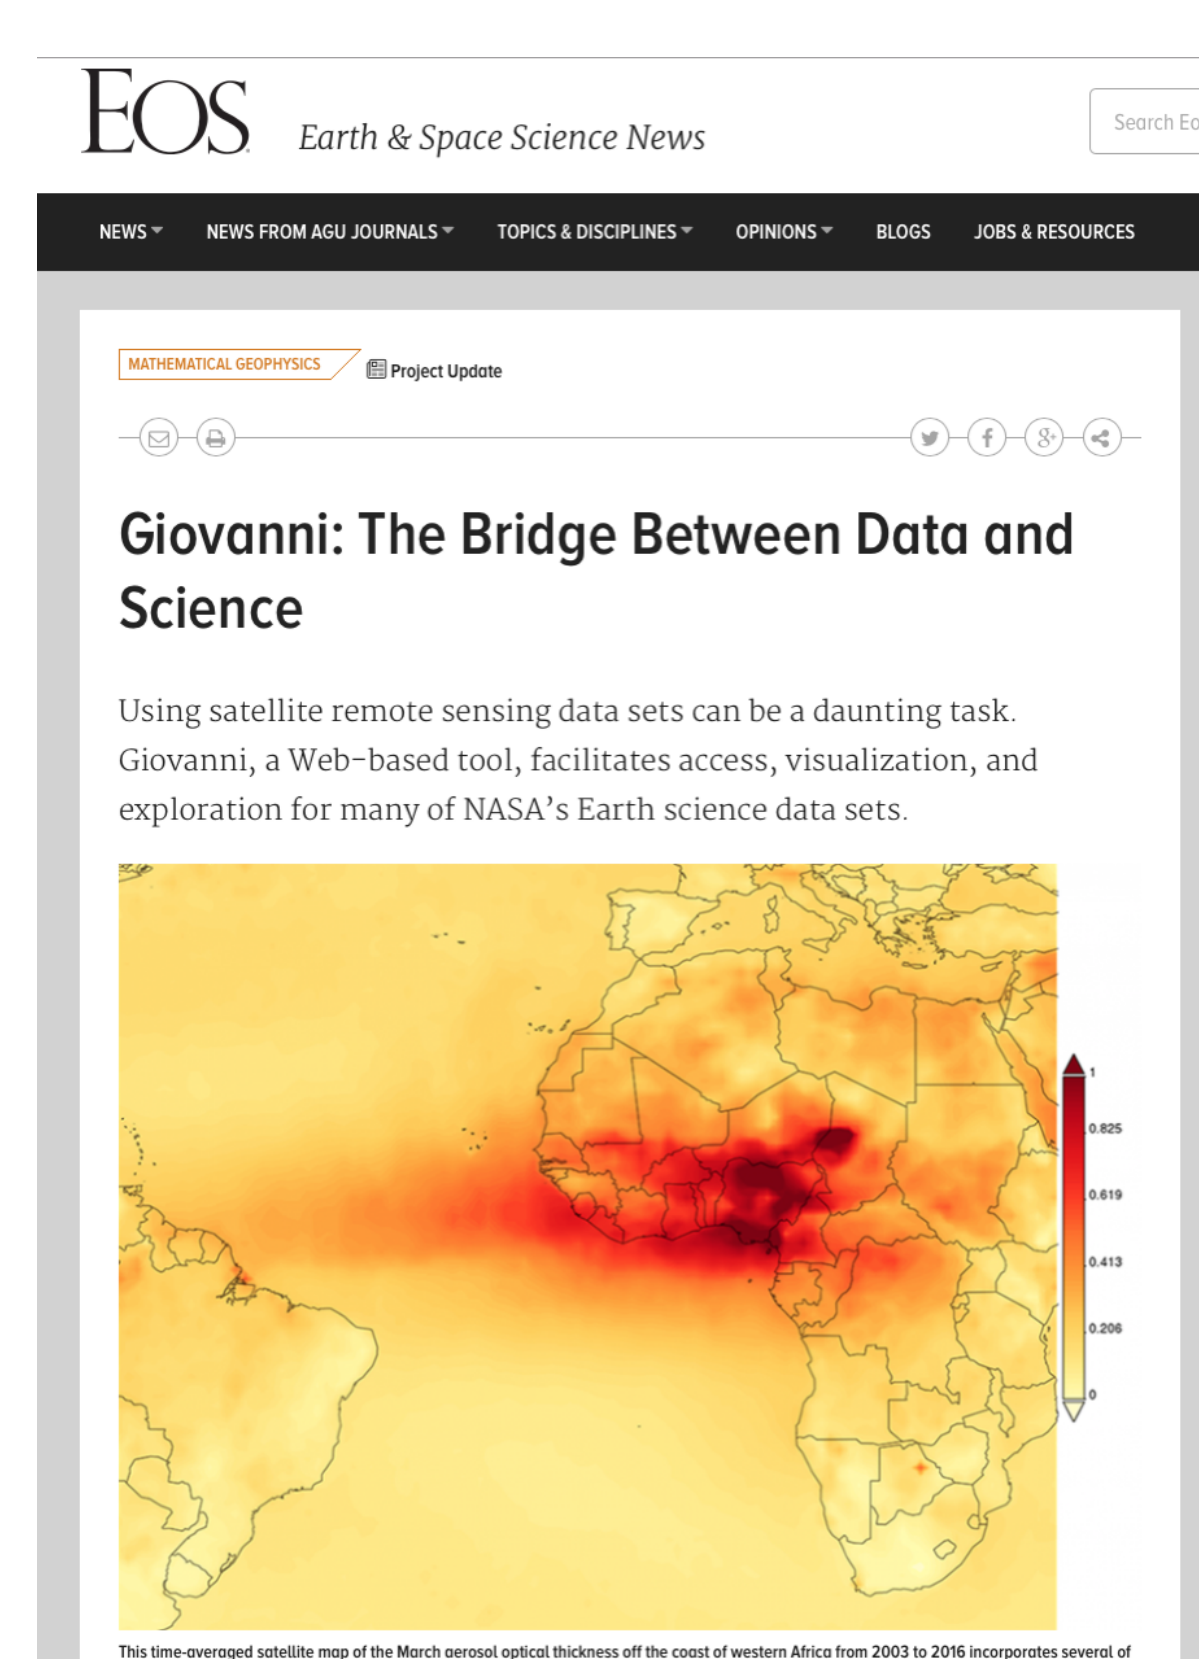 EOS
Earth & Space Science News
Search Eo
NEWS
NEWS FROM AGU JOURNALS
TOPICS & DISCIPLINES
OPINIONS
BLOGS
JOBS & RESOURCES
MATHEMATICAL GEOPHYSICS
Project Update
Giovanni: The Bridge Between Data and
Science
Using satellite remote sensing data sets can be a daunting task.
Giovanni, a Web-based tool, facilitates access, visualization, and
exploration for many of NASA's Earth science data sets.
1
0.825
0.619
0.413
0.206
0
This time-averaged satellite map of the March aerosol optical thickness off the coast of western Africa from 2003 to 2016 incorporates several of